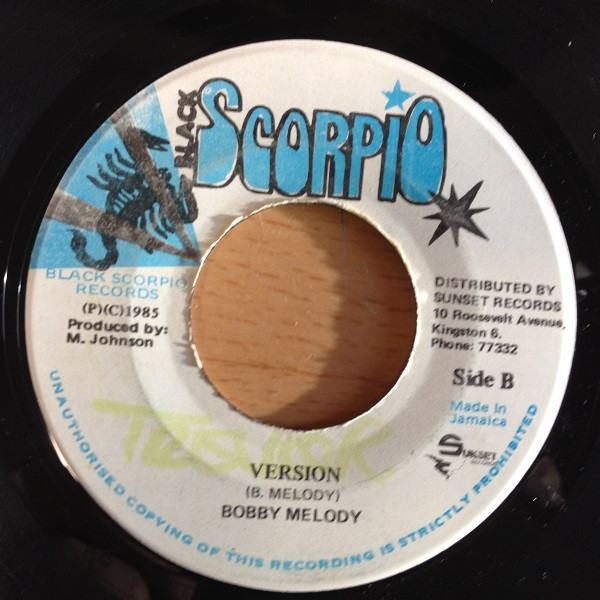 BLACK
SCORPIO
BLACK SCORPIO
RECORDS
(P)(C)1985
Produced by:
M. Johnson
DISTRIBUTED BY
SUNSET RECORDS
10 Roosevelt Avenue,
Kingston 6,
Phone: 77332
Side B
Made In
Jamaica
SUNSET
VERSION
(B. MELODY)
BOBBY MELODY
UNAUTHORISED COPYING OF THIS RECORDING IS STRICTLY PROHIBITED